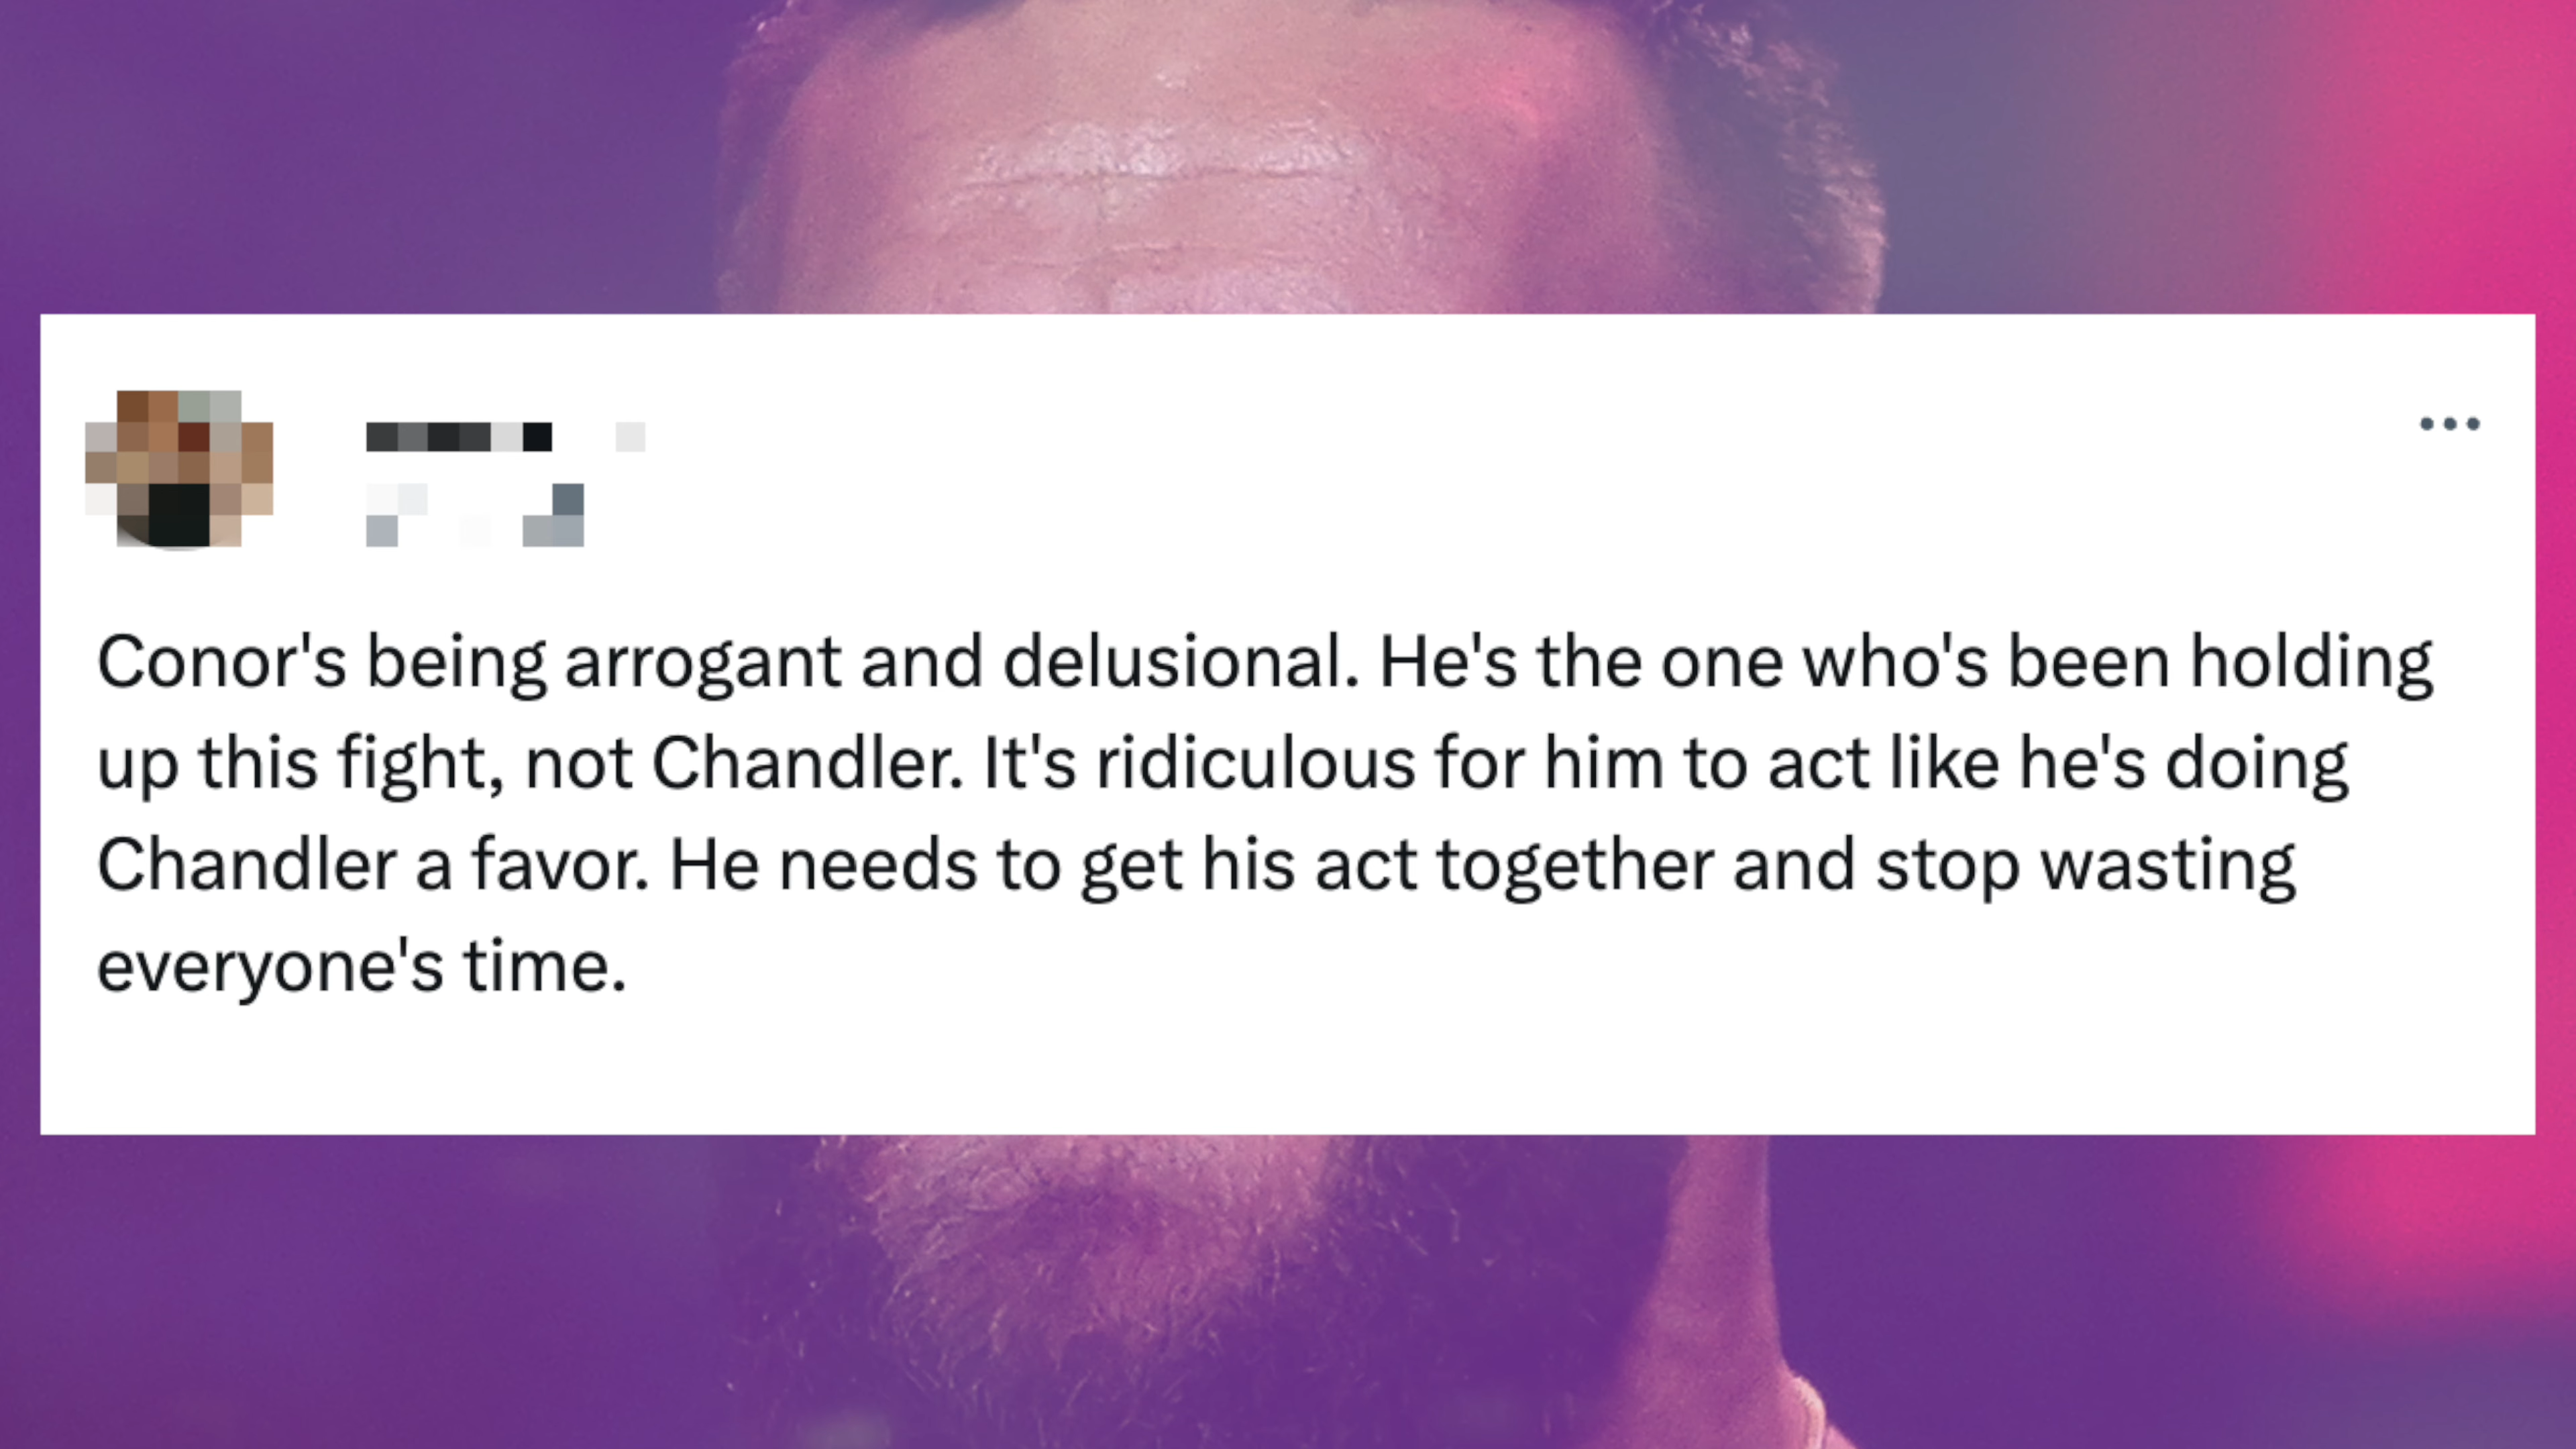 Conor's being arrogant and delusional. He's the one who's been holding
up this fight, not Chandler. It's ridiculous for him to act like he's doing
Chandler a favor. He needs to get his act together and stop wasting
everyone's time.